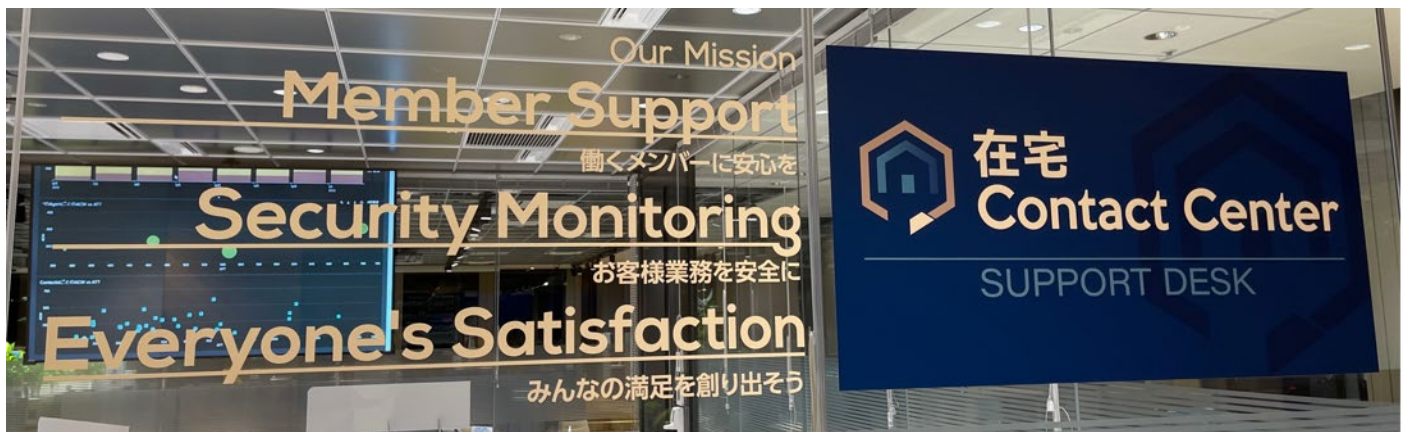 Our Mission
Member Support
働くメンバーに安心を
Security Monitoring
お客様業務を安全に
Everyone's Satisfaction
みんなの満足を創り出そう
在宅
Contact Center
SUPPORT DESK